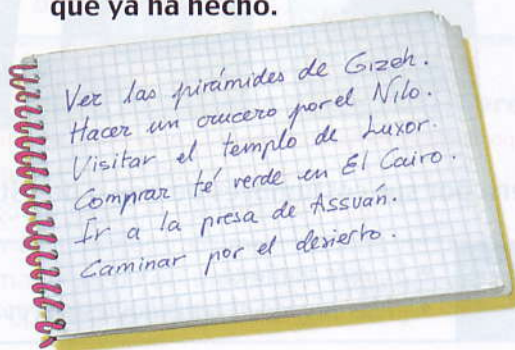 que ya ha hecho.
Ver las pirámides de Gizeh.
Hacer un crucero por el Nilo.
Visitar el templo de Luxor.
Comprar té verde en El Cairo.
Ir a la presa de Assuán.
Caminar por el desierto.